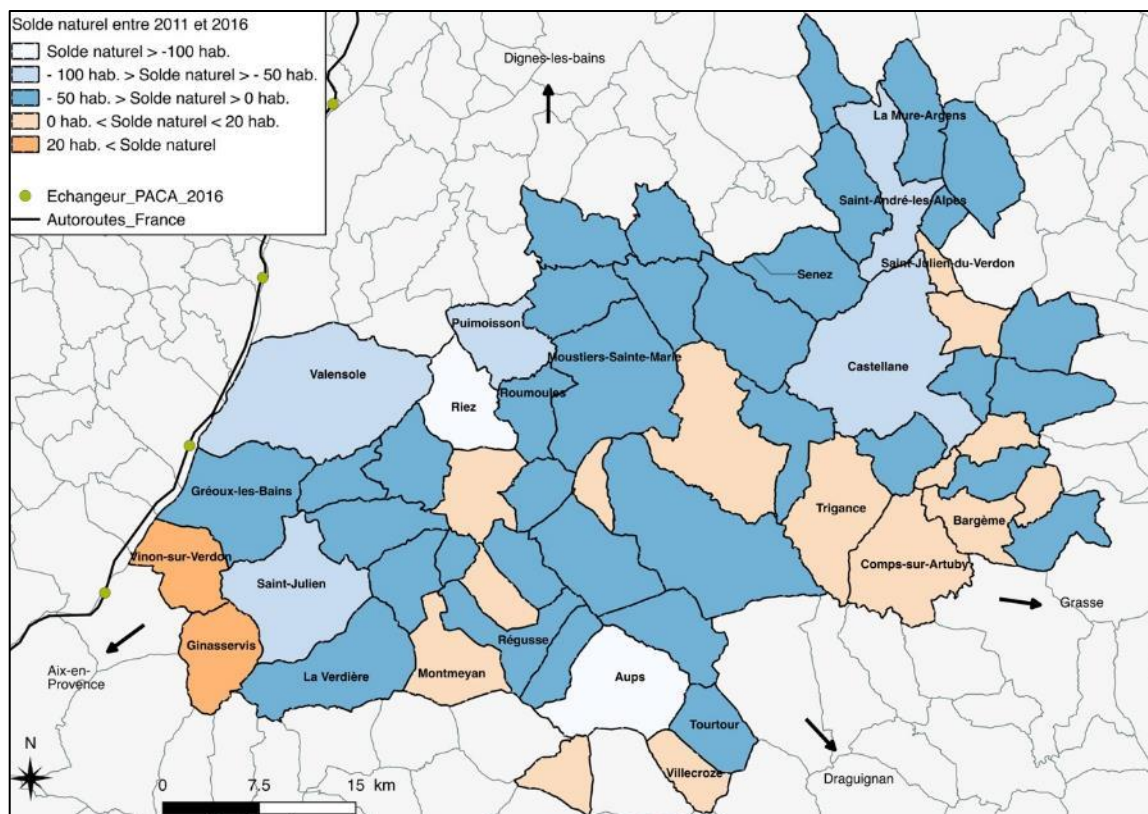 Solde naturel entre 2011 et 2016
Solde naturel > -100 hab.
- 100 hab. > Solde naturel > - 50 hab.
- 50 hab. > Solde naturel > 0 hab.
0 hab. < Solde naturel < 20 hab.
20 hab. < Solde naturel
Echangeur_PACA_2016
Autoroutes_France
Dignes-les-bains
La Mure-Argens
Saint-André-les-Alpes
Saint-Julien-du-Verdon
Senez
Puimoisson
Moustiers-Sainte-Marie
Castellane
Valensole
Riez
Roumoules
Gréoux-les-Bains
Trigance
Bargème
Vinon-sur-Verdon
Saint-Julien
Comps-sur-Artuby
Grasse
Ginasservis
Régusse
Aix-en-
Provence
La Verdière
Montmeyan
Aups
Tourtour
N
Villecroze
Draguignan
0 7.5 15 km